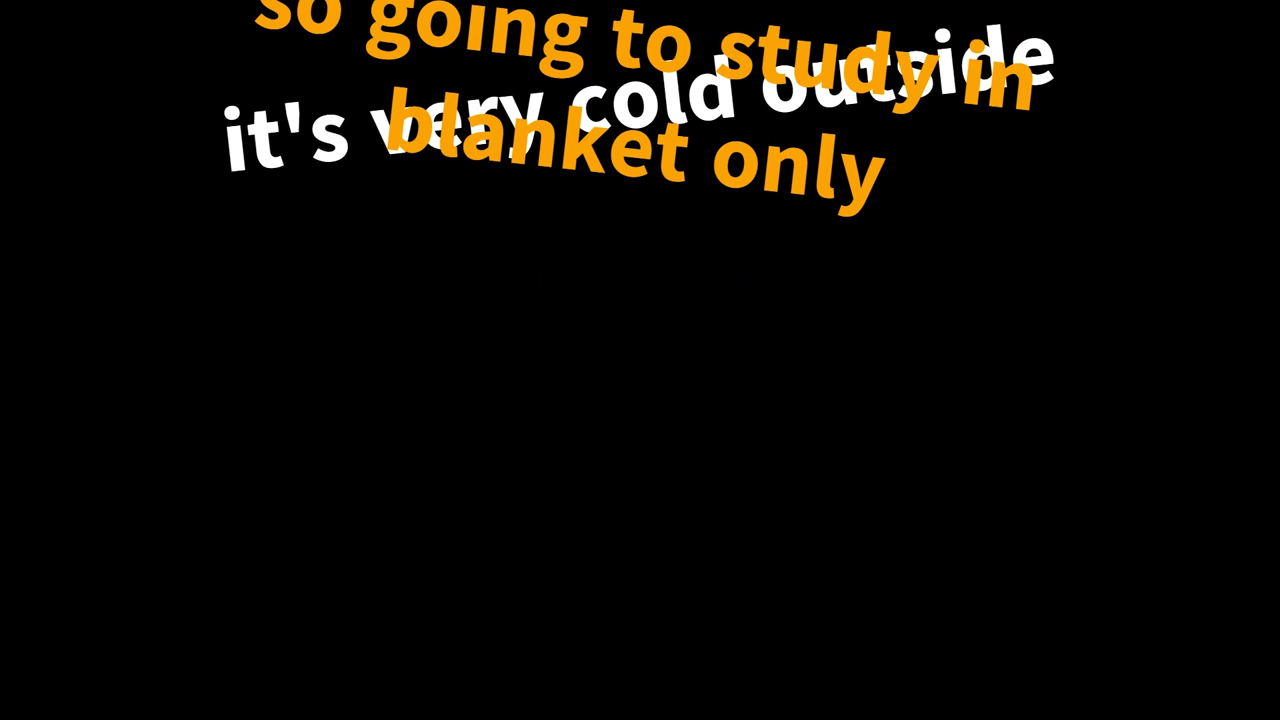 it's very cold outside
so going to study in
blanket only